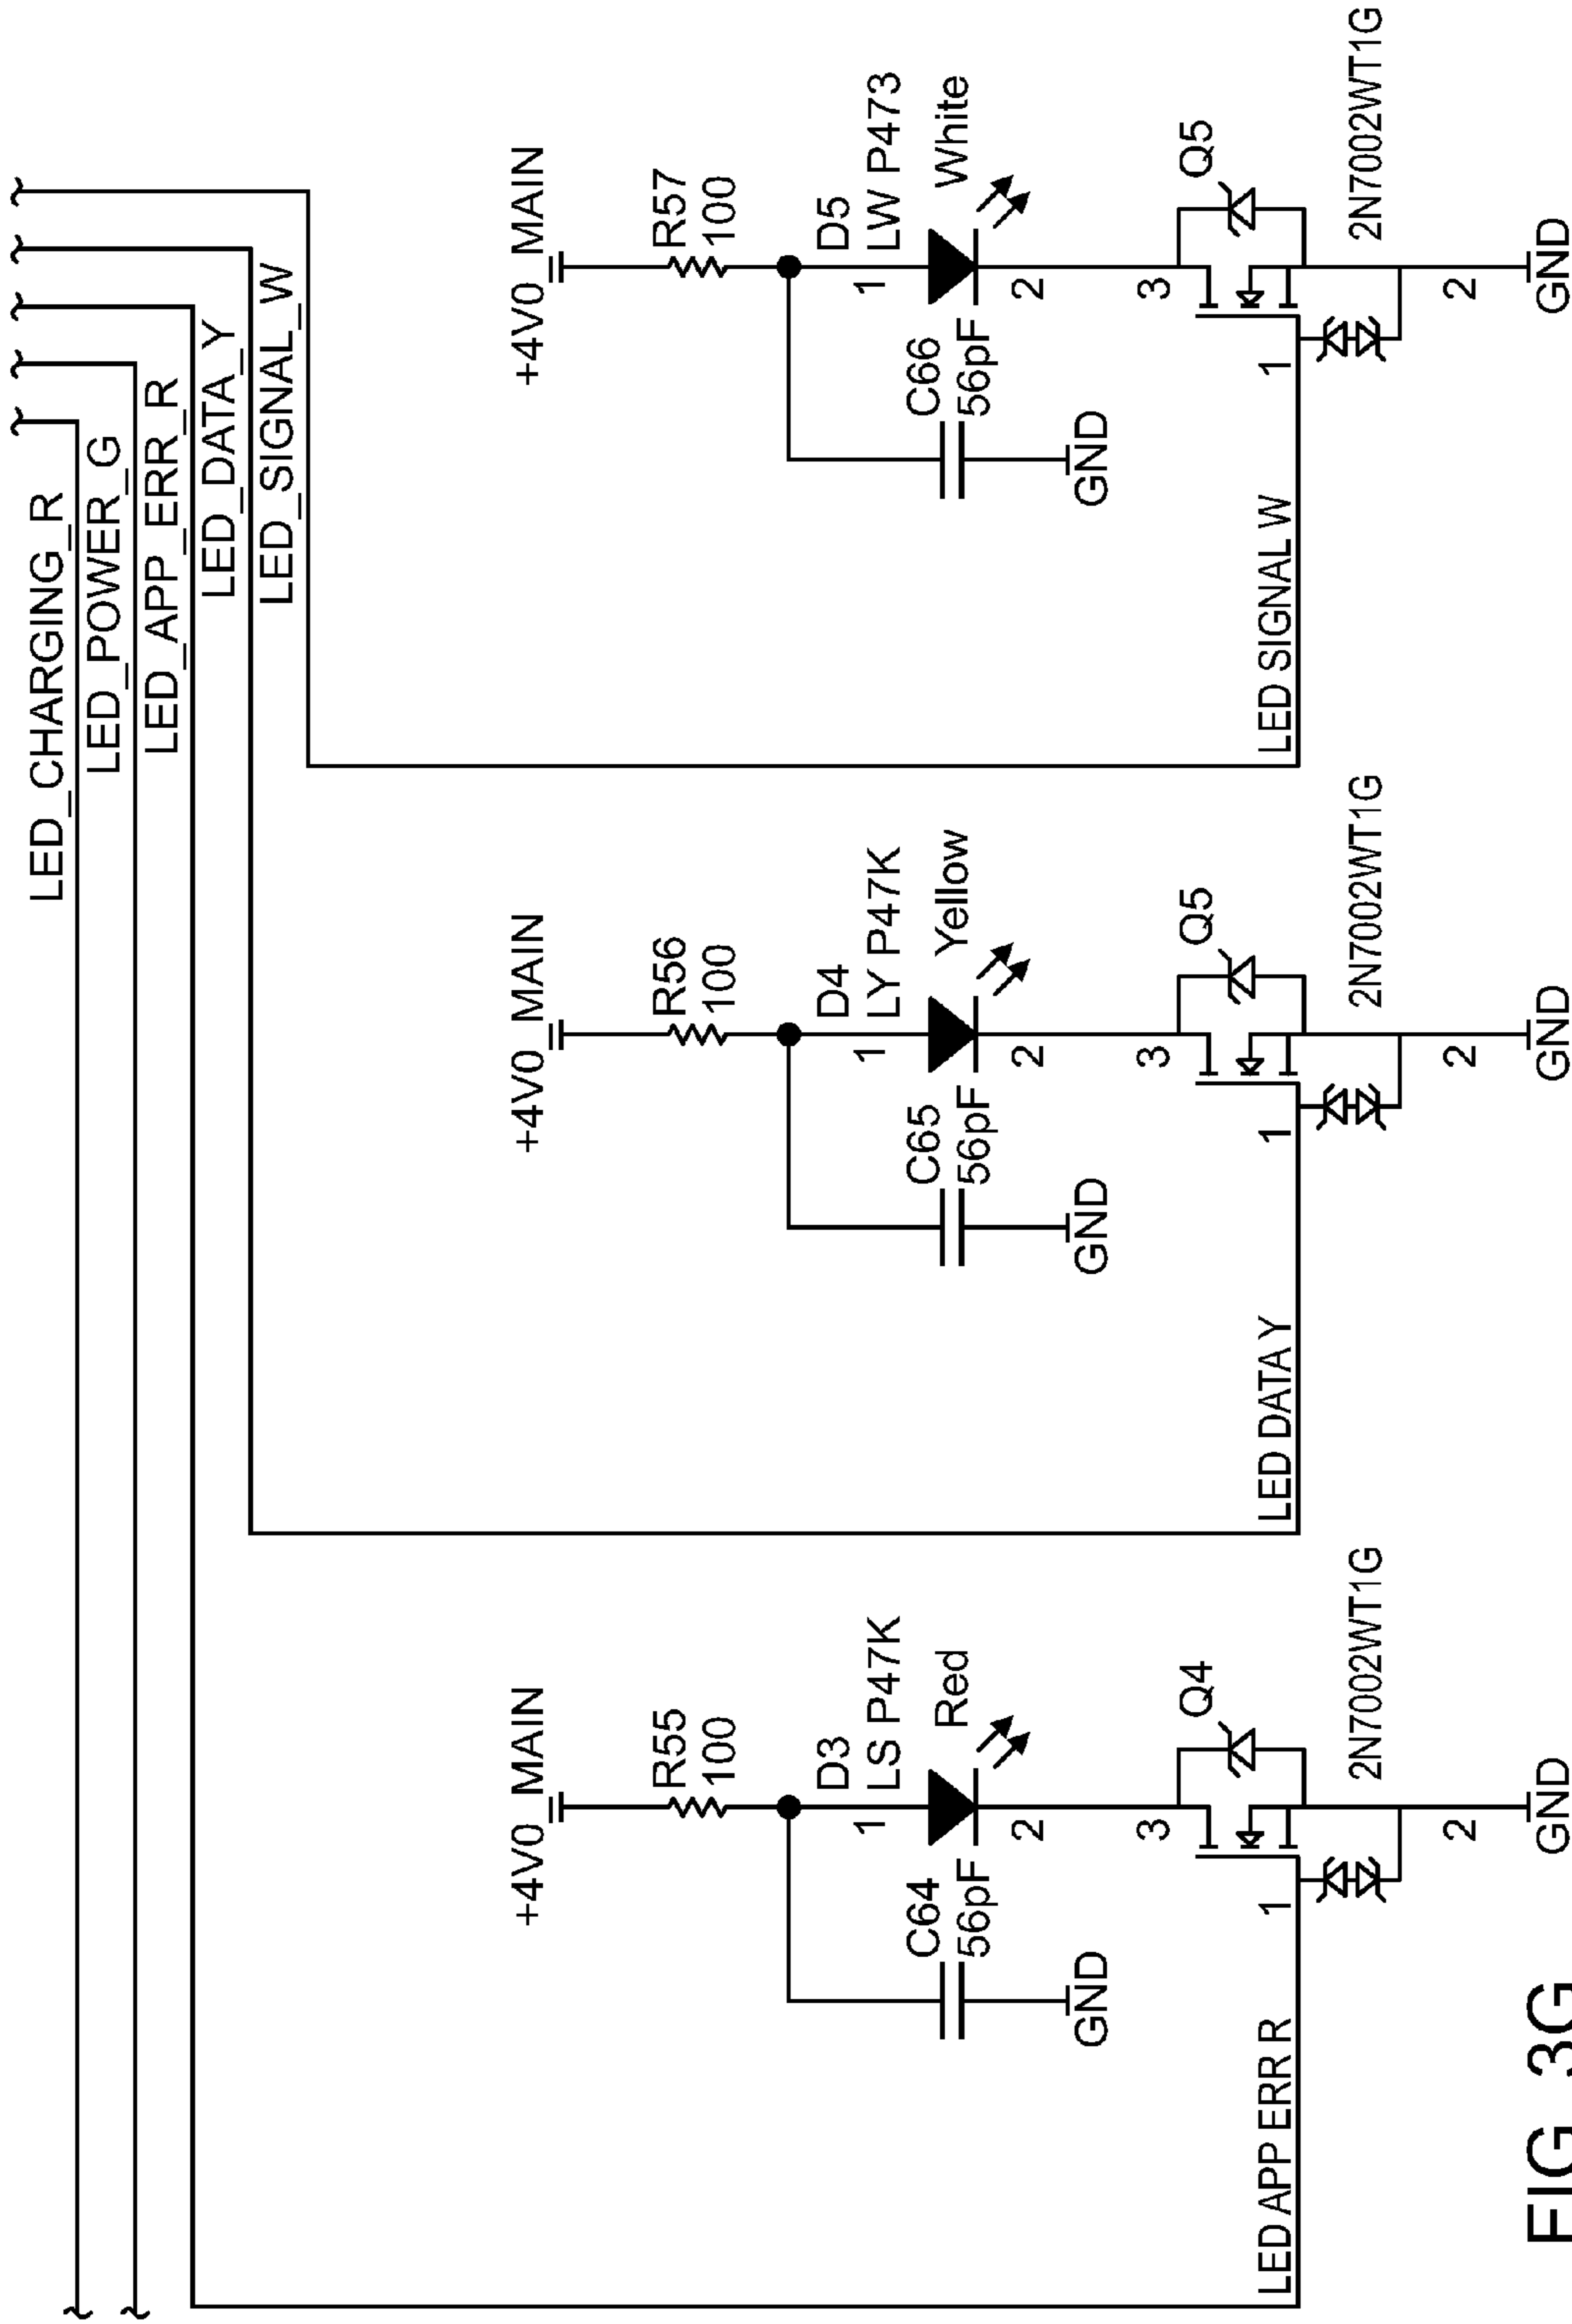 LED_CHARGING_R
LED_POWER_G
LED_APP_ERR_R
LED_DATA_Y
LED_SIGNAL_W
+4V0_MAIN
R55
100
D3
LS P47K
Red
1
2
C64
56pF
GND
3
Q4
LED APP ERR R
1
2N7002WT1G
2
GND
+4V0_MAIN
R56
100
D4
LY P47K
Yellow
1
2
C65
56pF
GND
3
Q5
LED DATA Y
1
2N7002WT1G
2
GND
+4V0_MAIN
R57
100
D5
LW P473
White
1
2
C66
56pF
GND
3
Q5
LED SIGNAL W
1
2N7002WT1G
2
GND
FIG. 3G